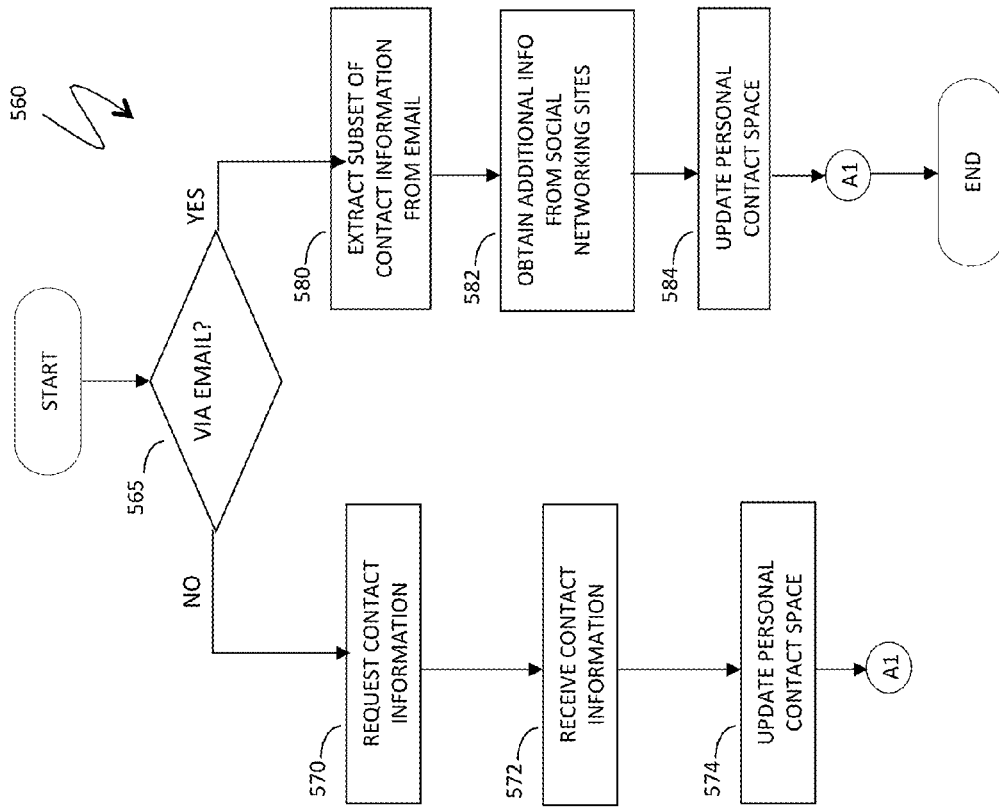 560
START
VIA EMAIL?
565
NO
YES
570
REQUEST CONTACT
INFORMATION
572
RECEIVE CONTACT
INFORMATION
574
UPDATE PERSONAL
CONTACT SPACE
A1
580
EXTRACT SUBSET OF
CONTACT INFORMATION
FROM EMAIL
582
OBTAIN ADDITIONAL INFO
FROM SOCIAL
NETWORKING SITES
584
UPDATE PERSONAL
CONTACT SPACE
A1
END